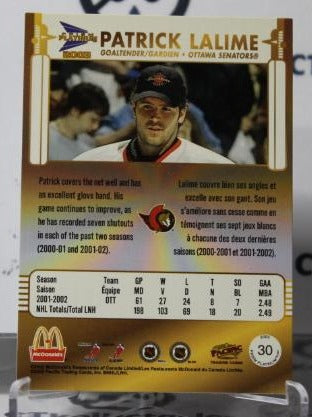 PLATINUM
PATRICK LALIME
GOALTENDER/GARDIEN • OTTAWA SENATORS®
Patrick covers the net well and has
an excellent glove hand. His
game continues to improve, as
he has recorded seven shutouts
in each of the past two seasons
(2000-01 and 2001-02).
Lalime couvre bien ses angles et
excelle avec son gant. Son
jeu s'améliore sans cesse comme en
témoignent ses sept jeux blancs
à chacune des deux dernières
saisons (2000-2001 et 2001-2002).
Season Team GP W L T SO GAA
Saison Équipe MD V D N BL MBA
2001-2002 OTT 61 27 24 8 7 2.48
NHL Totals/Total LNH 198 103 69 18 20 2.49
McDonald's
PACIFIC
30